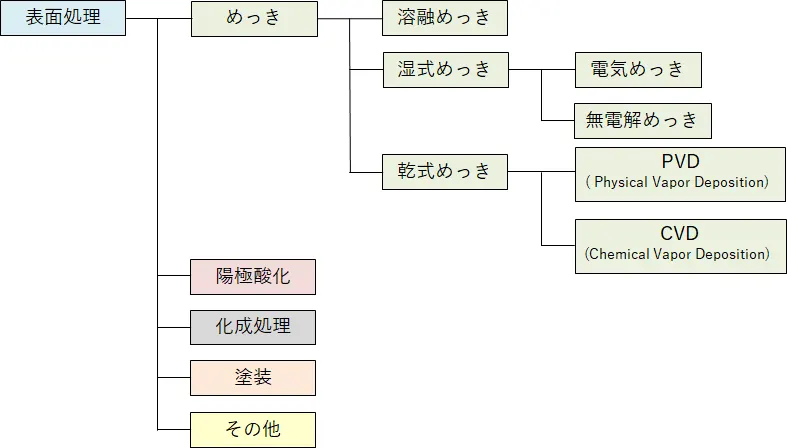 表面処理
めっき
溶融めっき
湿式めっき
電気めっき
無電解めっき
乾式めっき
PVD
( Physical Vapor Deposition)
CVD
(Chemical Vapor Deposition)
陽極酸化
化成処理
塗装
その他